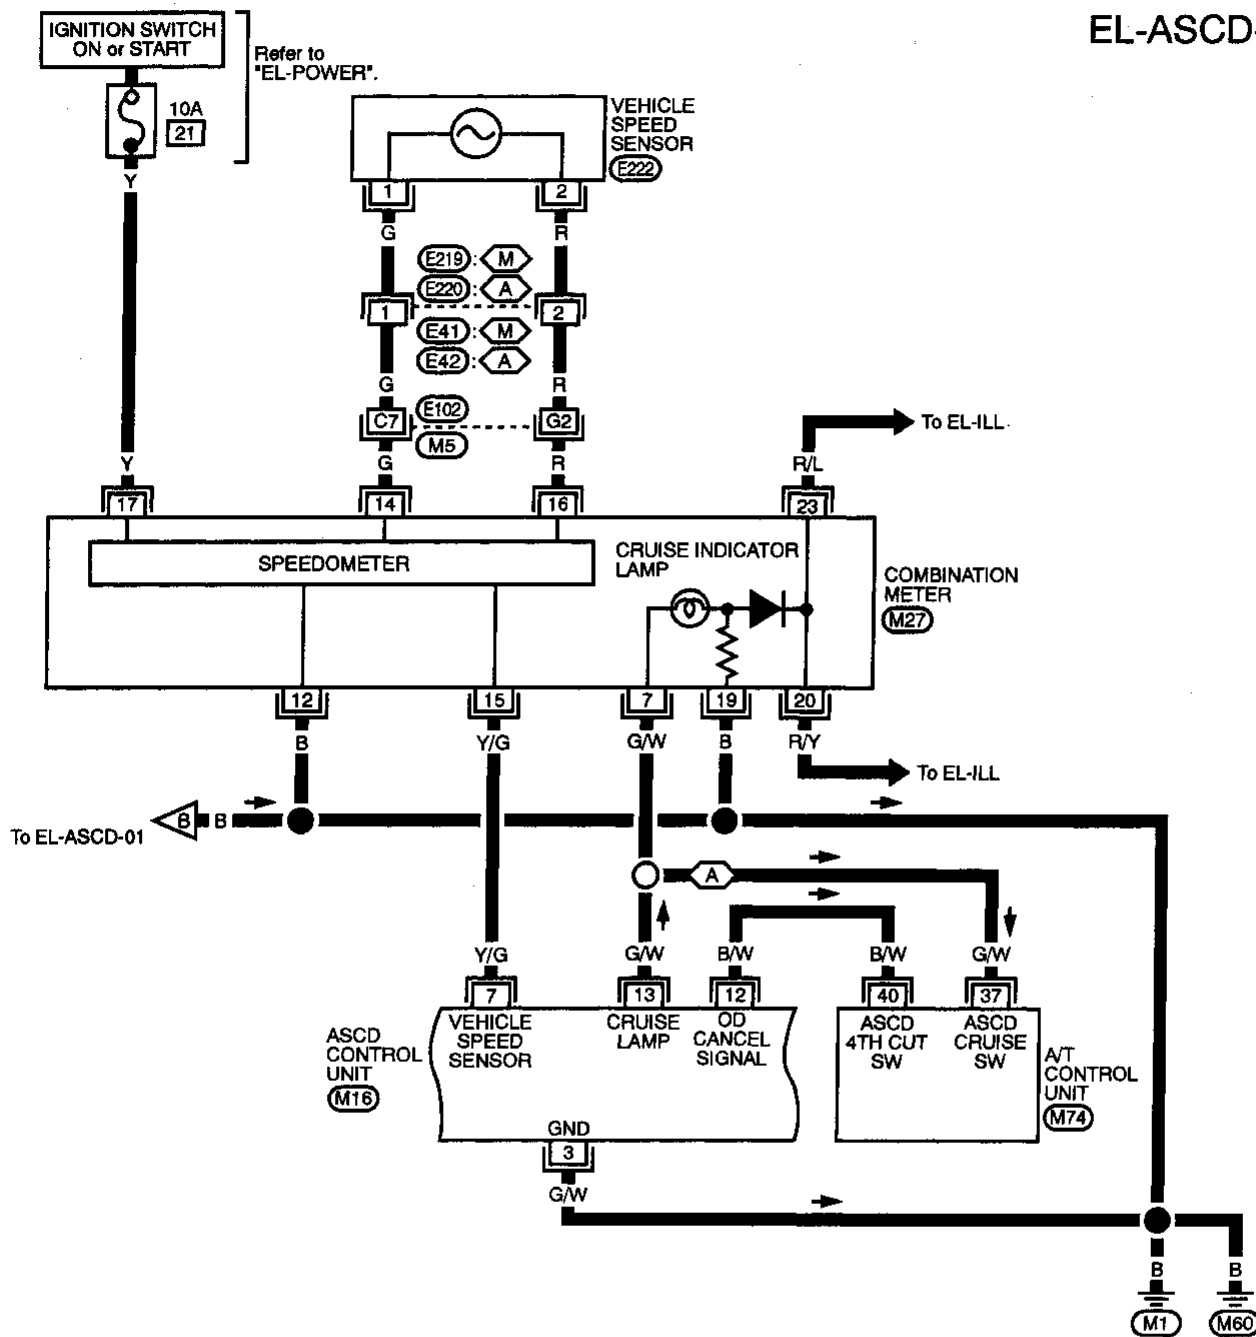 EL-ASCD-
IGNITION SWITCH
ON or START
Refer to
"EL-POWER".
10A
21
Y
VEHICLE
SPEED
SENSOR
E222
1
2
G
R
E219 : M
E220 : A
1
2
E41 : M
E42 : A
G
R
C7
E102
G2
M5
To EL-ILL
Y
G
R
R/L
17
14
16
23
SPEEDOMETER
CRUISE INDICATOR
LAMP
COMBINATION
METER
M27
12
15
7
19
20
B
Y/G
G/W
B
R/Y
To EL-ILL
To EL-ASCD-01
B
B
A
Y/G
G/W
B/W
B/W
G/W
7
13
12
40
37
ASCD
CONTROL
UNIT
M16
VEHICLE
SPEED
SENSOR
CRUISE
LAMP
OD
CANCEL
SIGNAL
ASCD
4TH CUT
SW
ASCD
CRUISE
SW
A/T
CONTROL
UNIT
M74
GND
3
G/W
B
B
M1
M60